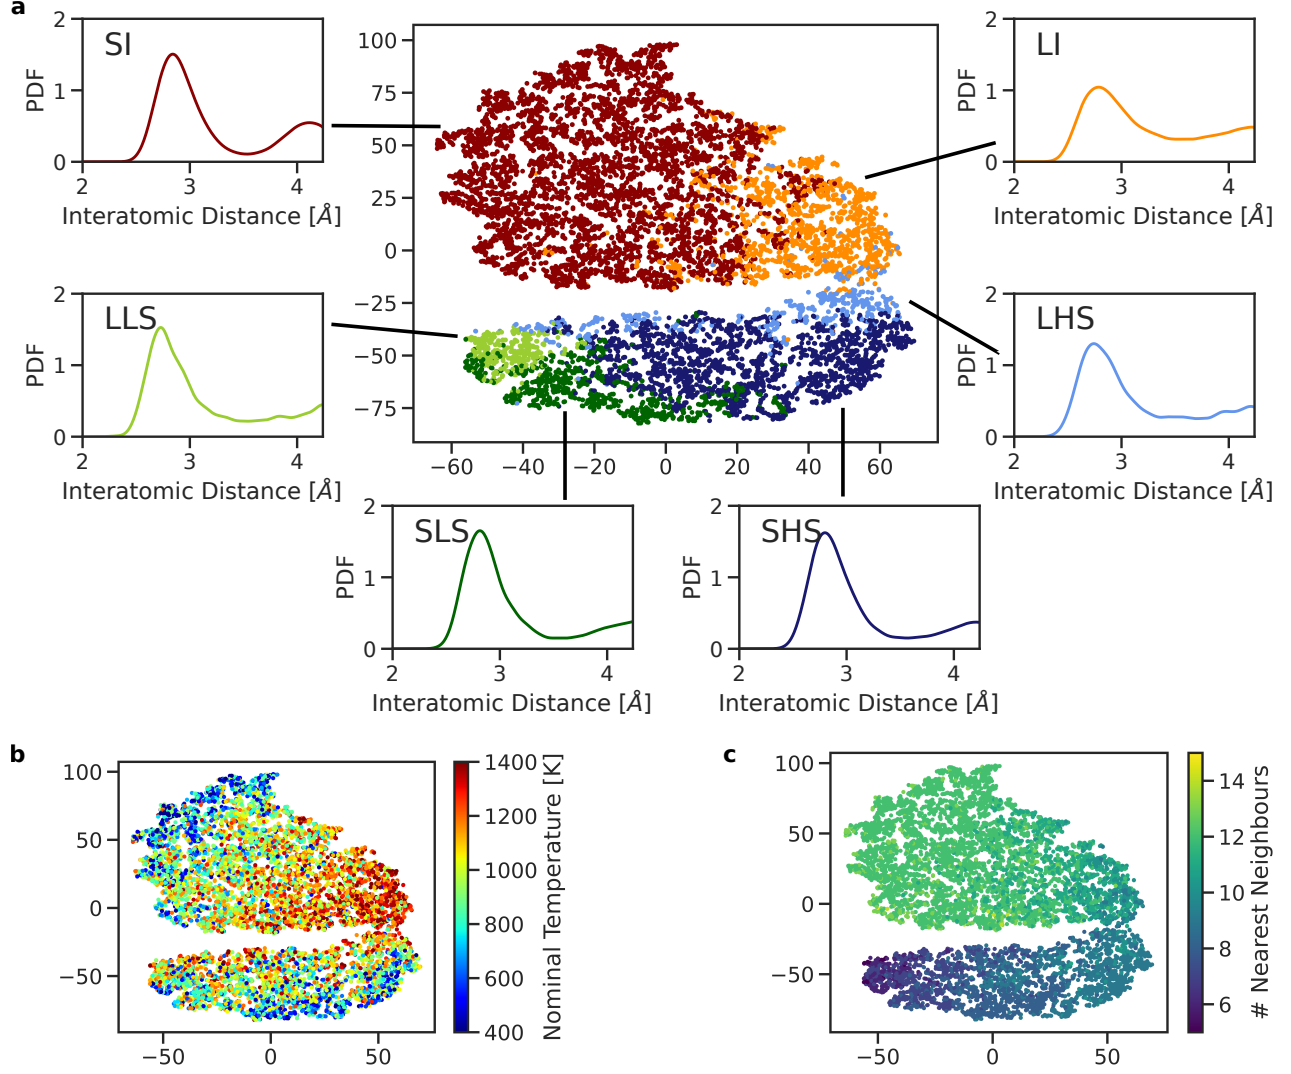 a
2
1
0
PDF
SI
2 3 4
Interatomic Distance [Å]
100
75
50
25
0
−25
−50
−75
−60 −40 −20 0 20 40 60
2
1
0
PDF
LI
2 3 4
Interatomic Distance [Å]
2
1
0
PDF
LLS
2 3 4
Interatomic Distance [Å]
2
1
0
PDF
LHS
2 3 4
Interatomic Distance [Å]
2
1
0
PDF
SLS
2 3 4
Interatomic Distance [Å]
2
1
0
PDF
SHS
2 3 4
Interatomic Distance [Å]
b
100
50
0
−50
−50 0 50
1400
1200
1000
800
600
400
Nominal Temperature [K]
c
100
50
0
−50
−50 0 50
14
12
10
8
6
# Nearest Neighbours